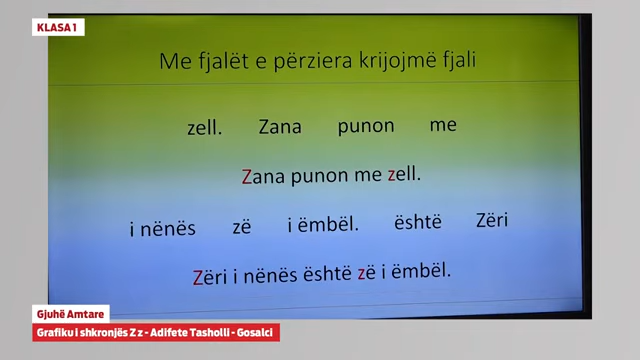 KLASA 1
Me fjalët e përziera krijojmë fjali
zell. Zana punon me
Zana punon me zell.
i nënës zë i ëmbël. është Zëri
Zëri i nënës është zë i ëmbël.
Gjuhë Amtare
Grafiku i shkronjës Z z - Adifete Tasholli - Gosalci